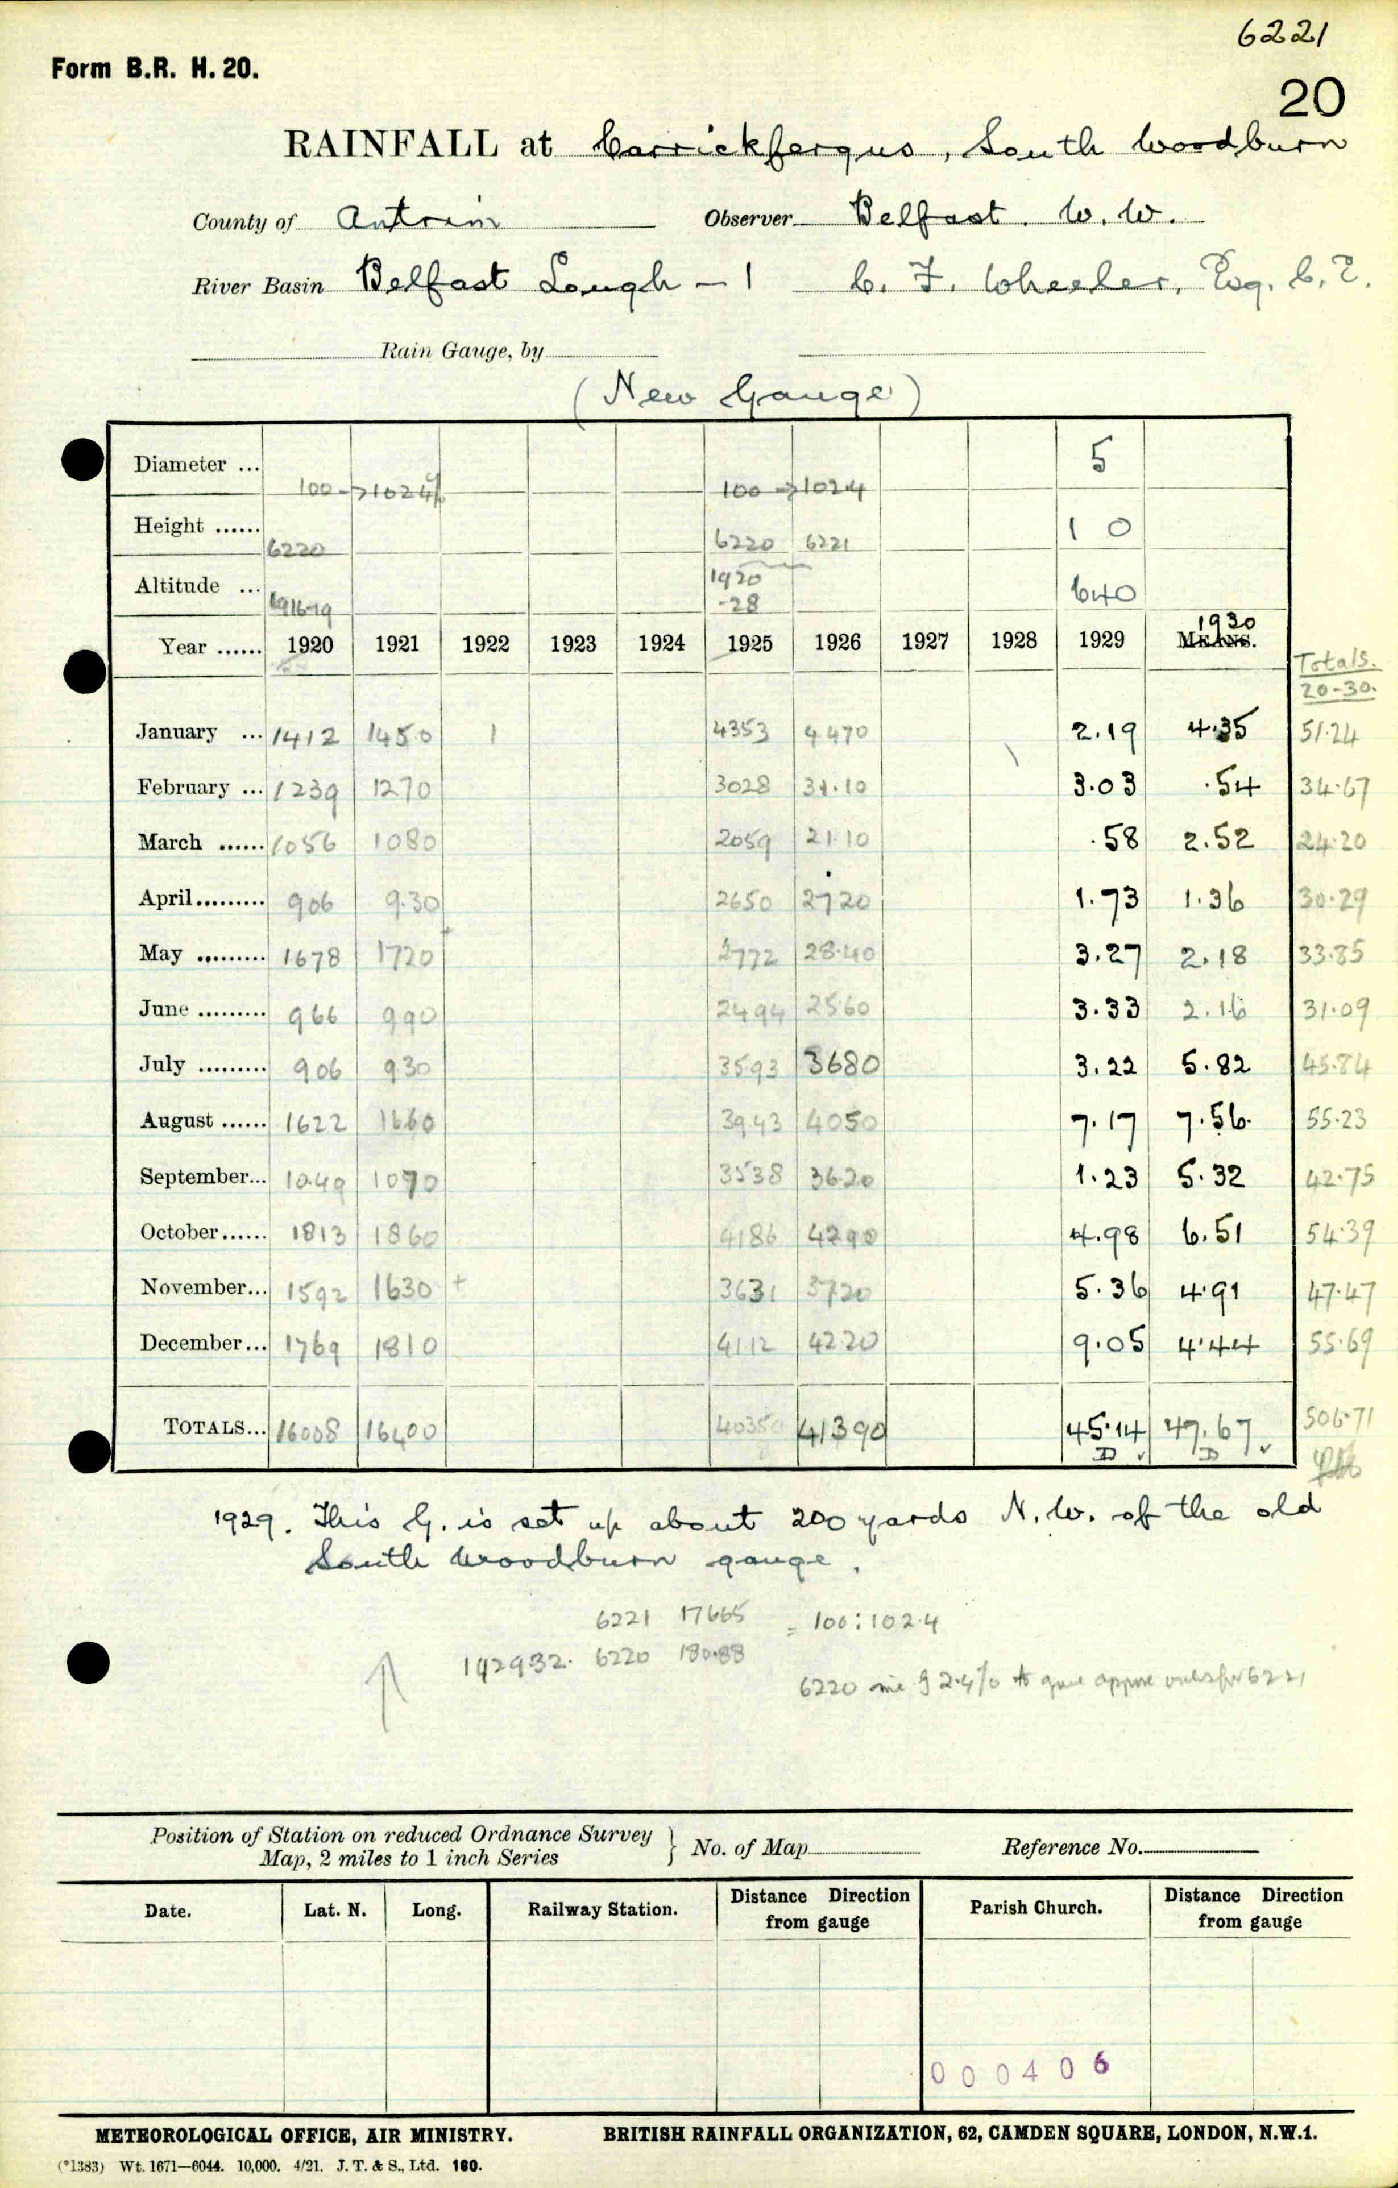 6221
Form B.R. H. 20.
20
RAINFALL at Carrickfergus, South Woodburn
County of Antrim Observer Belfast. W. W.
River Basin Belfast Lough - 1 C. F. Wheeler, Esq. C. E.
Rain Gauge, by
(New Gauge)
Diameter ... 5
100 → 1024 100 → 1024
Height ...... 1 0
6220 6220 6221
Altitude ... 640
1916-19 1920 -28
Year ...... 1920 1921 1922 1923 1924 1925 1926 1927 1928 1929 MEANS. 1930 Totals. 20-30.
January ... 1412 1450 4353 4470 2.19 4.35 51.24
February ... 1239 1270 3028 31.10 3.03 .54 34.67
March ...... 1056 1080 2059 21.10 .58 2.52 24.20
April......... 906 9.30 2650 2720 1.73 1.36 30.29
May ......... 1678 1720 2772 28.40 3.27 2.18 33.85
June ......... 966 990 2494 2560 3.33 2.16 31.09
July ......... 906 930 3593 3680 3.22 5.82 45.84
August ...... 1622 1660 3943 4050 7.17 7.56 55.23
September... 1049 1070 3538 3620 1.23 5.32 42.75
October...... 1813 1860 4186 4290 4.98 6.51 54.39
November... 1592 1630 3631 3720 5.36 4.91 47.47
December... 1769 1810 4112 4220 9.05 4.44 55.69
TOTALS... 16008 16400 40350 41390 45.14 47.67 506.71
D D
1929. This G. is set up about 200 yards N.W. of the old
South Woodburn gauge.
6221 17665 = 100:102.4
1929-32. 6220 180.88
6220 2.4% to give approx values for 6221
Position of Station on reduced Ordnance Survey
Map, 2 miles to 1 inch Series
No. of Map Reference No.
Date. Lat. N. Long. Railway Station. Distance Direction from gauge Parish Church. Distance Direction from gauge
000406
METEOROLOGICAL OFFICE, AIR MINISTRY. BRITISH RAINFALL ORGANIZATION, 62, CAMDEN SQUARE, LONDON, N.W.1.
(*1383) Wt. 1671—6044. 10,000. 4/21. J. T. & S., Ltd. 160.